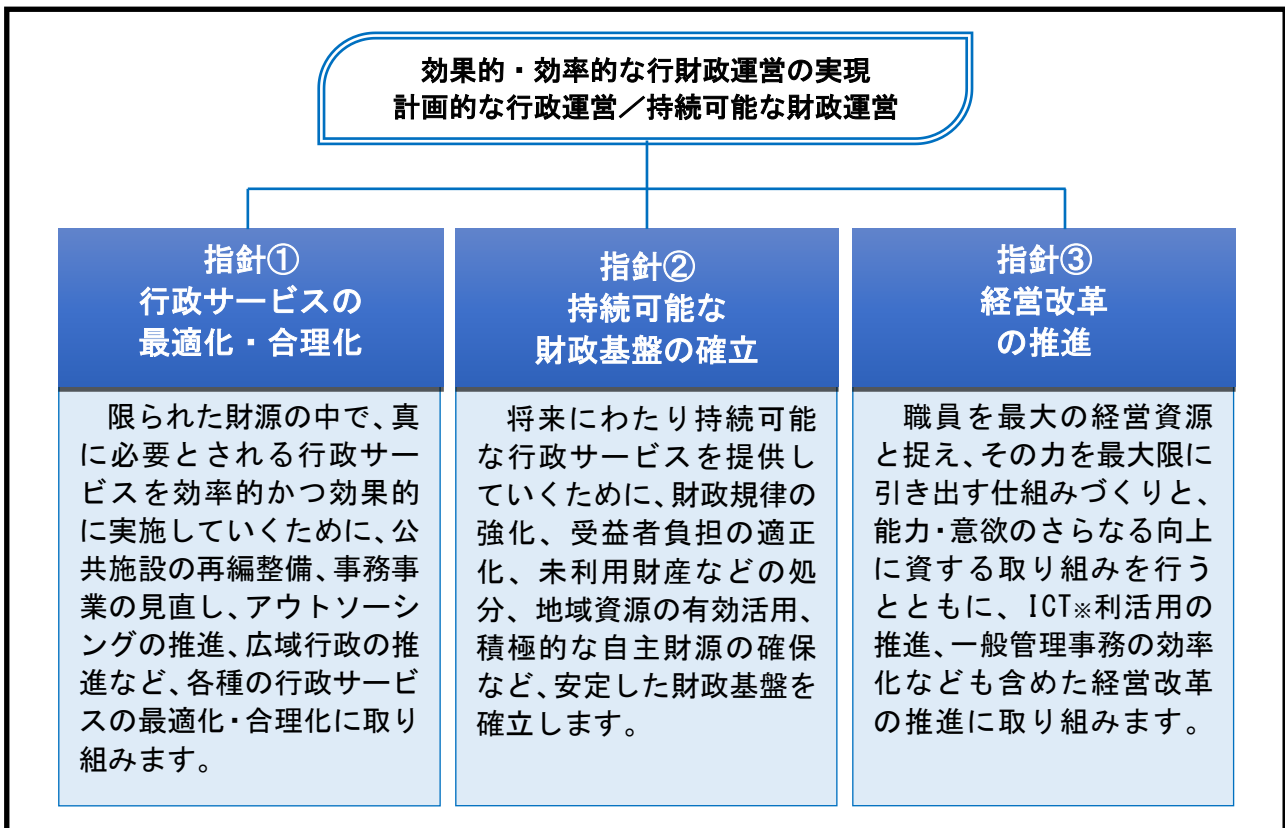 効果的・効率的な行財政運営の実現
計画的な行政運営／持続可能な財政運営
指針①
行政サービスの
最適化・合理化
限られた財源の中で、真
に必要とされる行政サー
ビスを効率的かつ効果的
に実施していくために、公
共施設の再編整備、事務事
業の見直し、アウトソーシ
ングの推進、広域行政の推
進など、各種の行政サービ
スの最適化・合理化に取り
組みます。
指針②
持続可能な
財政基盤の確立
将来にわたり持続可能
な行政サービスを提供し
ていくために、財政規律の
強化、受益者負担の適正
化、未利用財産などの処
分、地域資源の有効活用、
積極的な自主財源の確保
など、安定した財政基盤を
確立します。
指針③
経営改革
の推進
職員を最大の経営資源
と捉え、その力を最大限に
引き出す仕組みづくりと、
能力・意欲のさらなる向上
に資する取り組みを行う
とともに、ICT※利活用の
推進、一般管理事務の効率
化なども含めた経営改革
の推進に取り組みます。